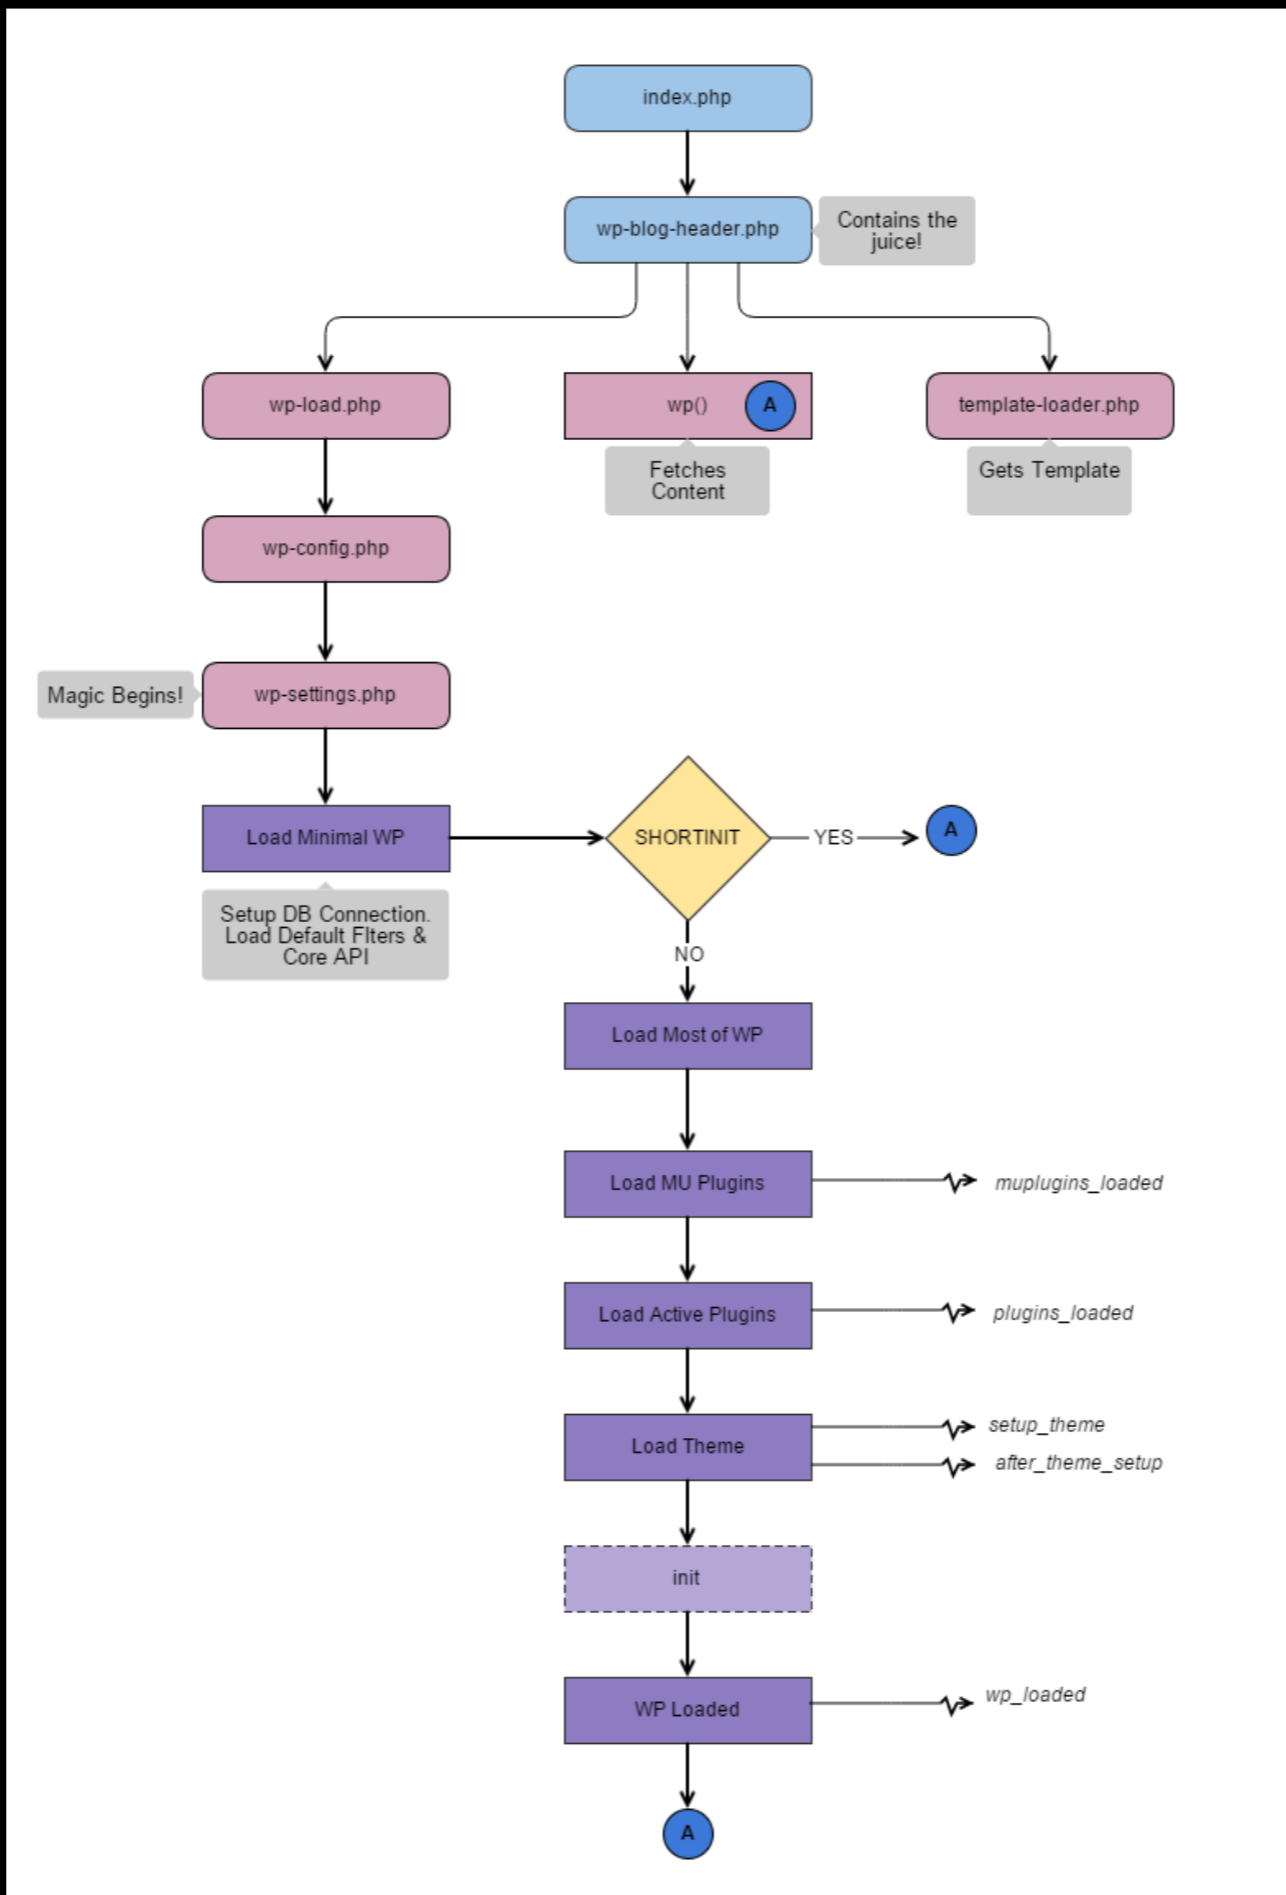 index.php
wp-blog-header.php
Contains the
juice!
wp-load.php
wp()
A
template-loader.php
Fetches
Content
Gets Template
wp-config.php
Magic Begins!
wp-settings.php
Load Minimal WP
SHORTINIT
YES
A
Setup DB Connection.
Load Default Flters &
Core API
NO
Load Most of WP
Load MU Plugins
muplugins_loaded
Load Active Plugins
plugins_loaded
Load Theme
setup_theme
after_theme_setup
init
WP Loaded
wp_loaded
A